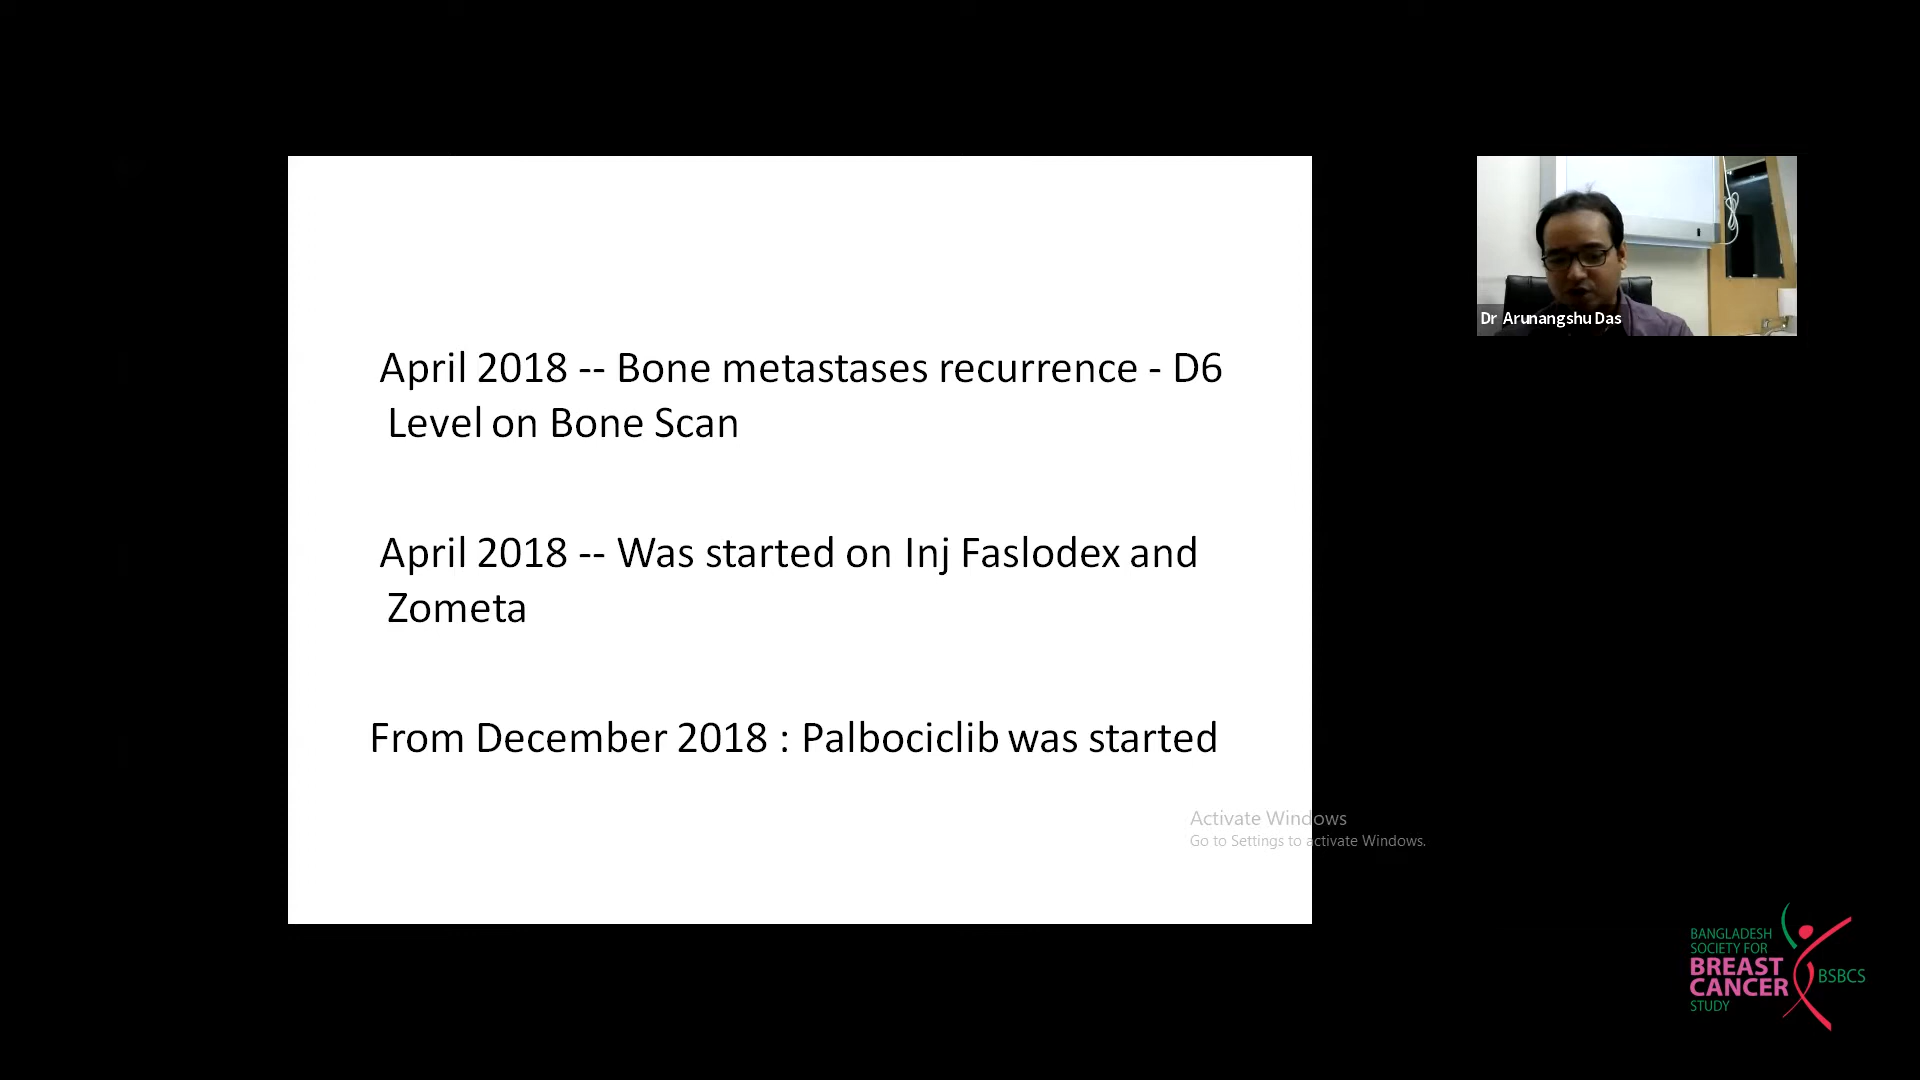 April 2018 -- Bone metastases recurrence - D6
Level on Bone Scan
April 2018 -- Was started on Inj Faslodex and
Zometa
From December 2018 : Palbociclib was started
Dr Arunangshu Das
Activate Windows
Go to Settings to activate Windows.
BANGLADESH
SOCIETY FOR
BREAST
CANCER
STUDY
BSBCS